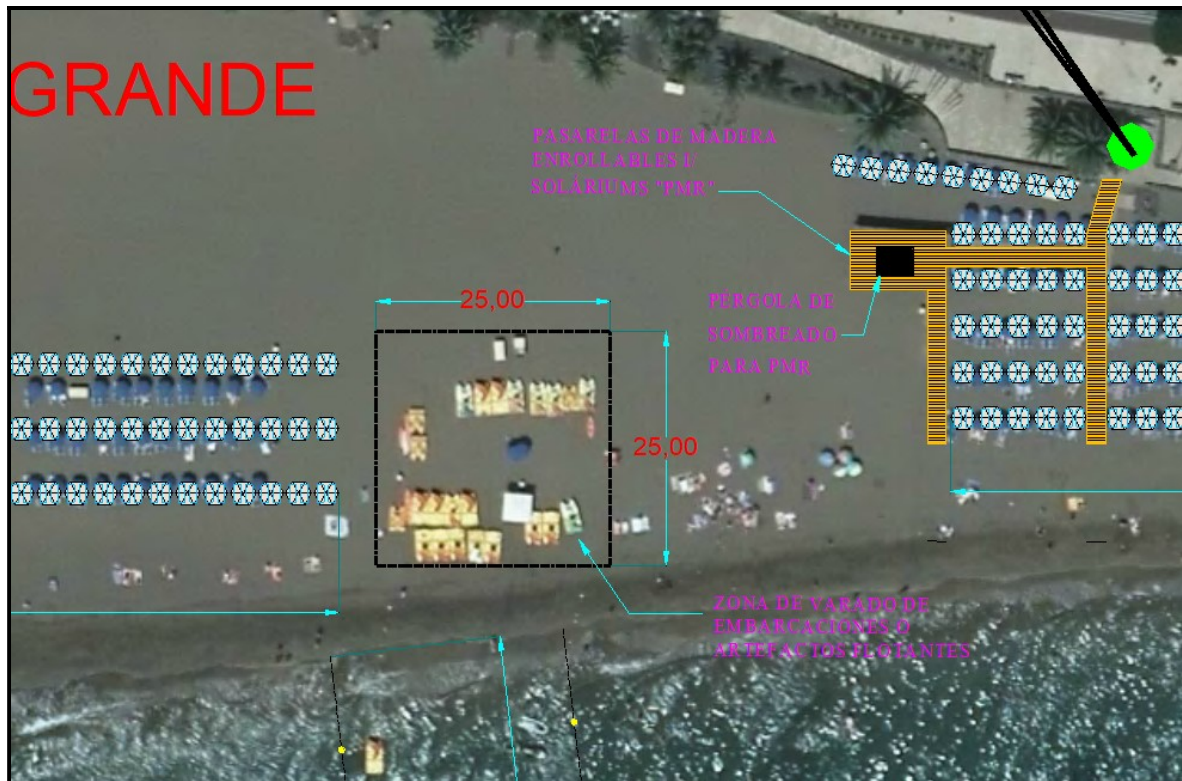 GRANDE
PASARELAS DE MADERA
ENROLLABLES Y
SOLÁRIUMS "PMR"
25,00
PÉRGOLA DE
SOMBREADO
PARA PMR
25,00
ZONA DE VARADO DE
EMBARCACIONES O
ARTEFACTOS FLOTANTES